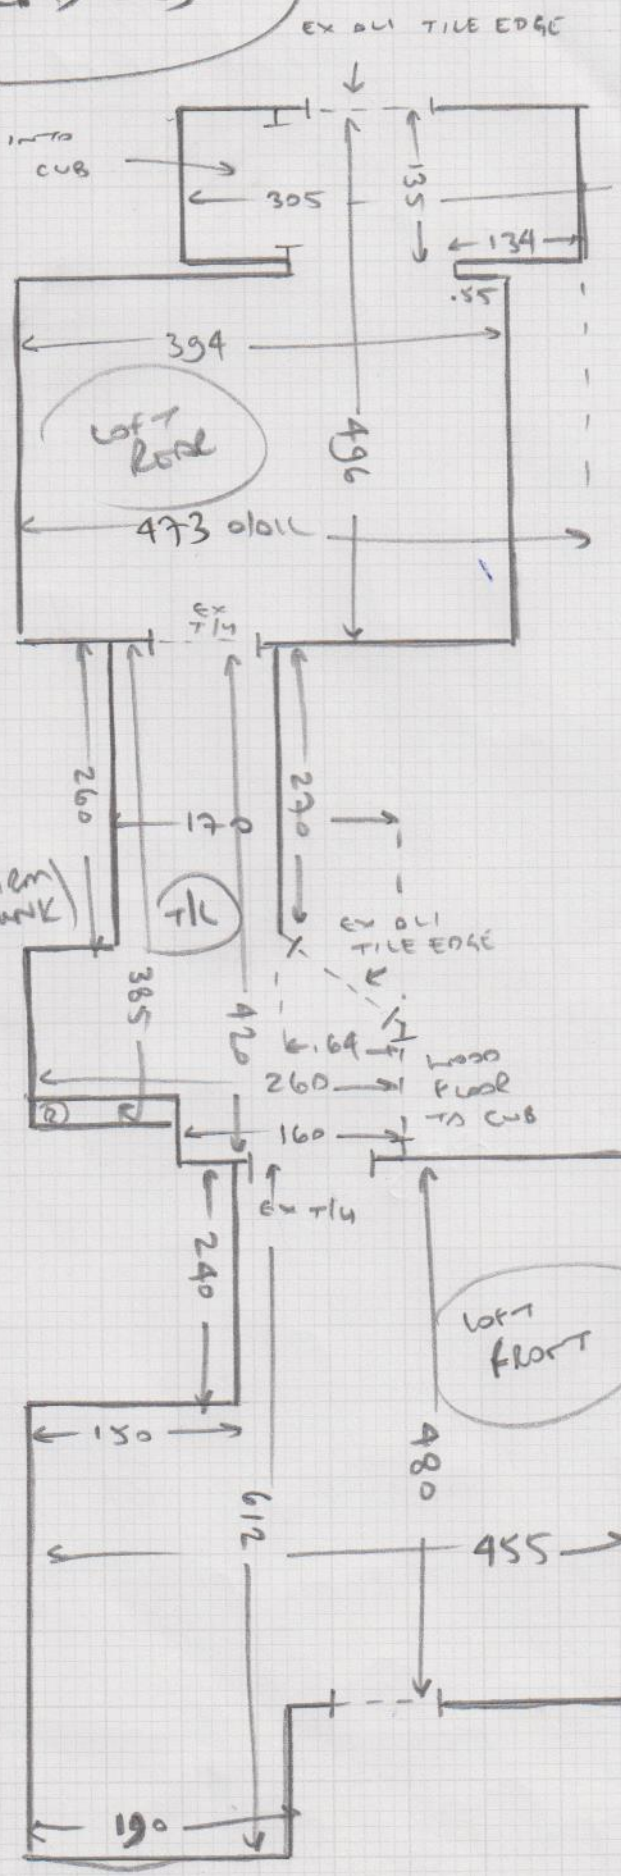 EX OLI TILE EDGE
INTO
CUB
305
135
134
.55
394
LOFT
REAR
496
473 O/ALL
EX
T/4
260
170
270
T/L
EX OLI
TILE EDGE
385
420
.64
260
WOOD
FLOOR
TO CUB
R
R
160
EX T/4
240
LOFT
FRONT
150
480
612
455
190